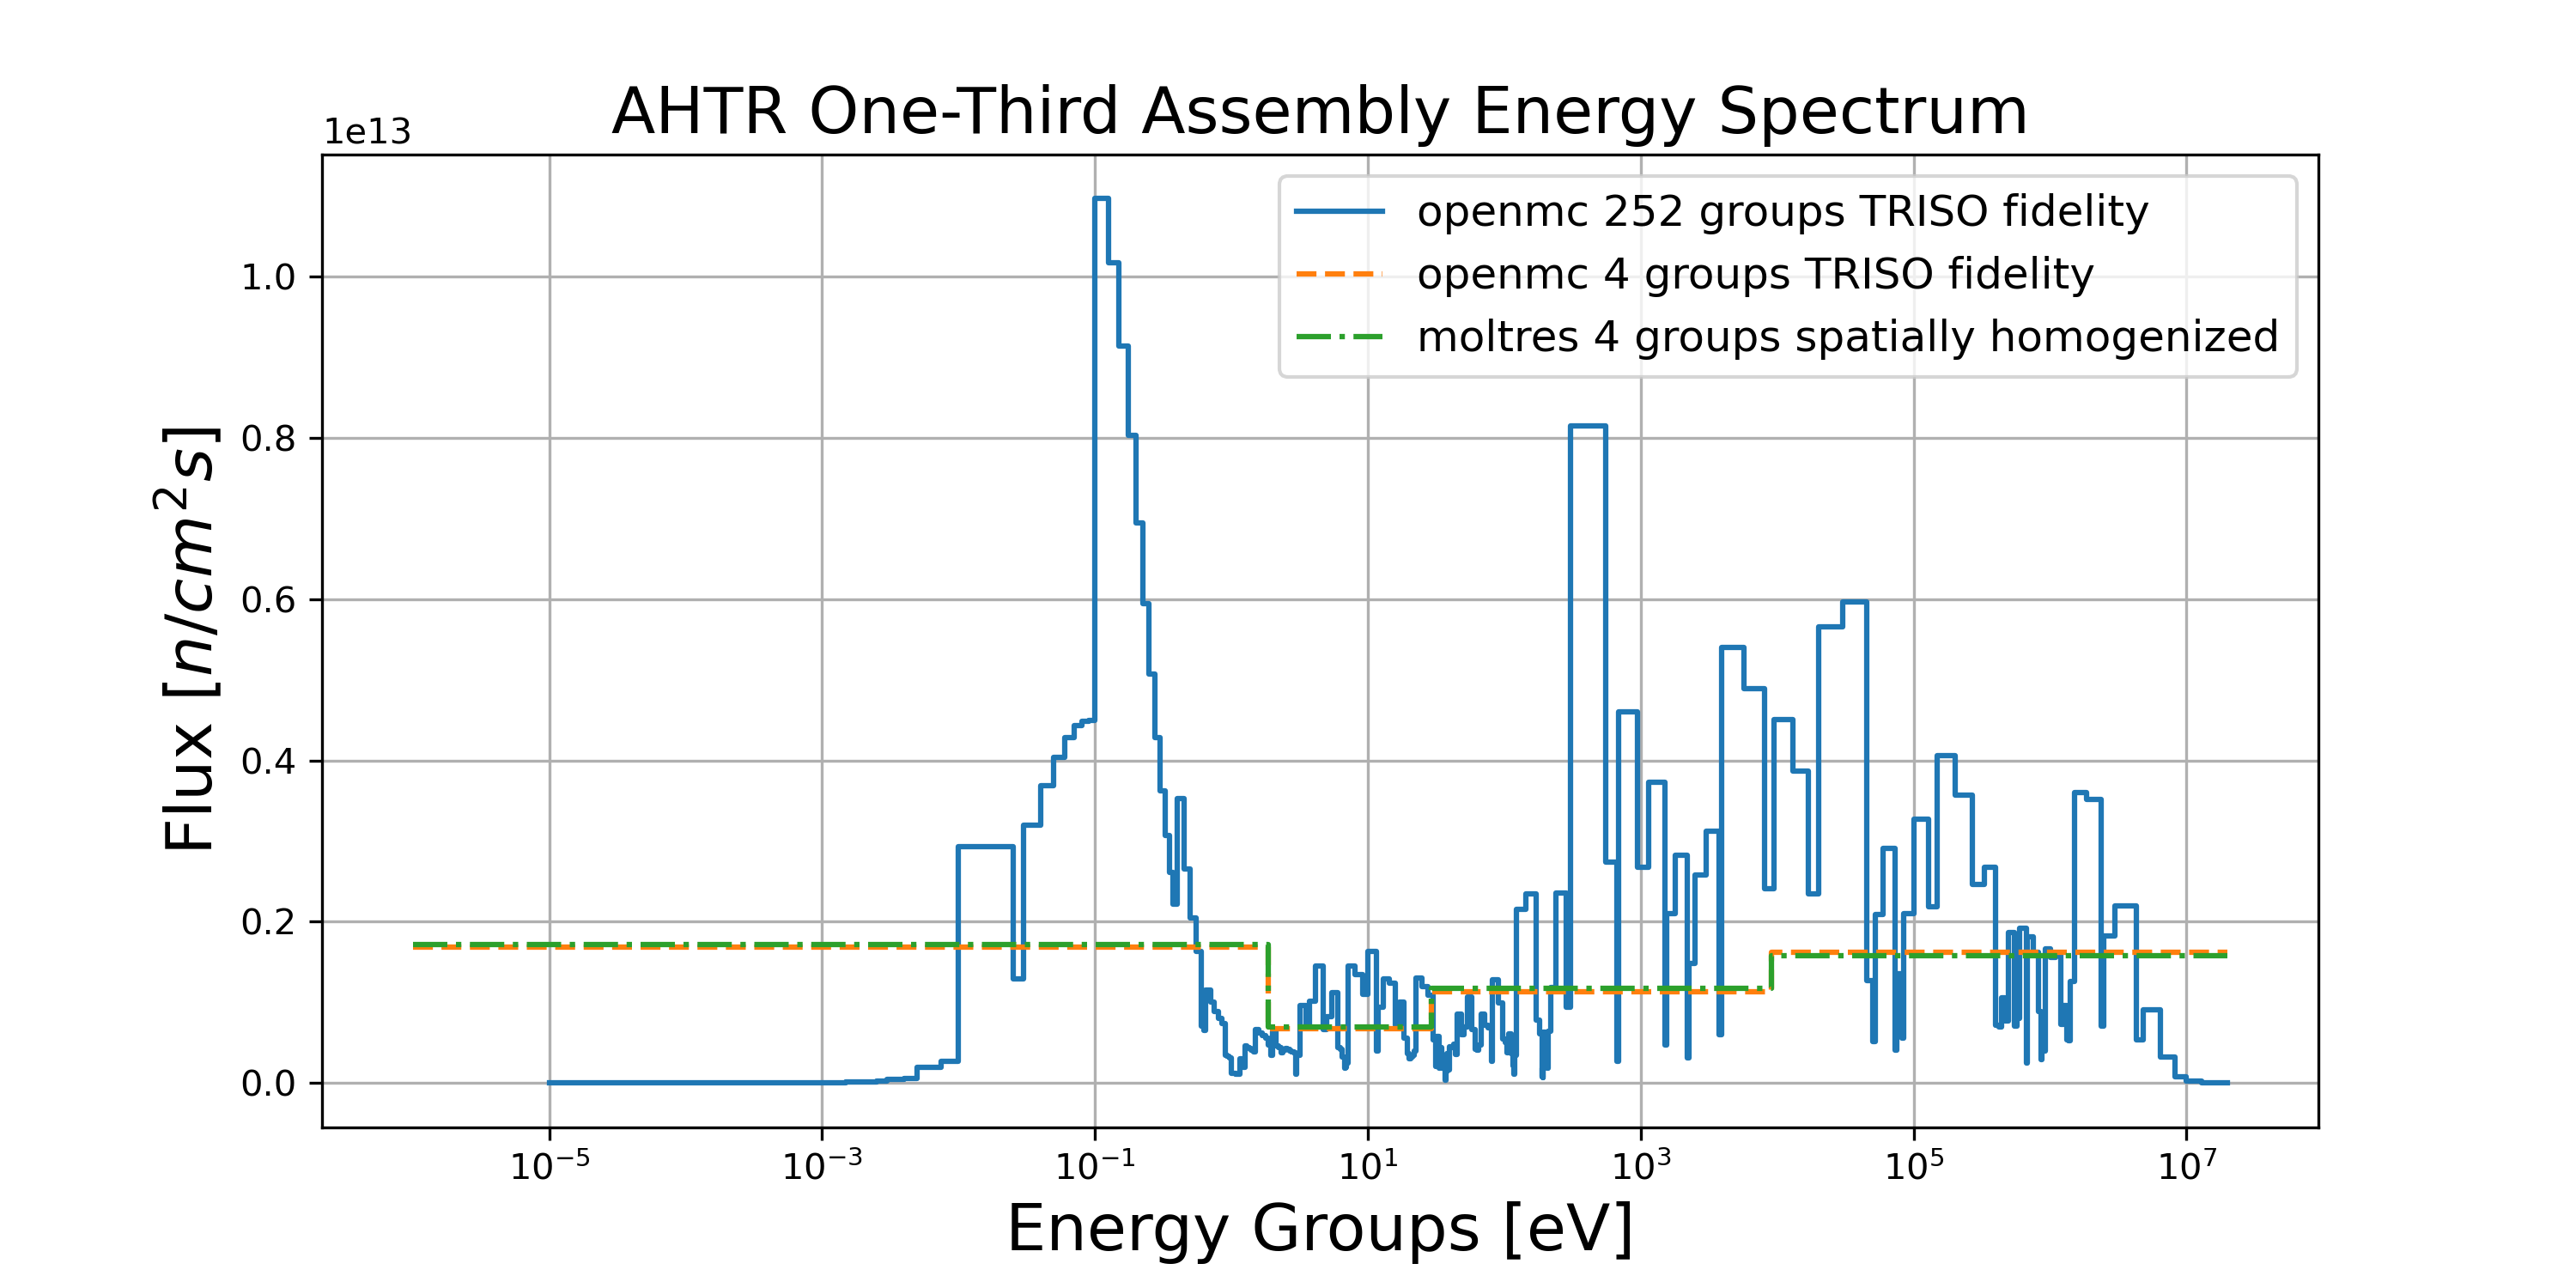 AHTR One-Third Assembly Energy Spectrum
1e13
openmc 252 groups TRISO fidelity
openmc 4 groups TRISO fidelity
moltres 4 groups spatially homogenized
Flux [n/cm²s]
1.0
0.8
0.6
0.4
0.2
0.0
10⁻⁵ 10⁻³ 10⁻¹ 10¹ 10³ 10⁵ 10⁷
Energy Groups [eV]